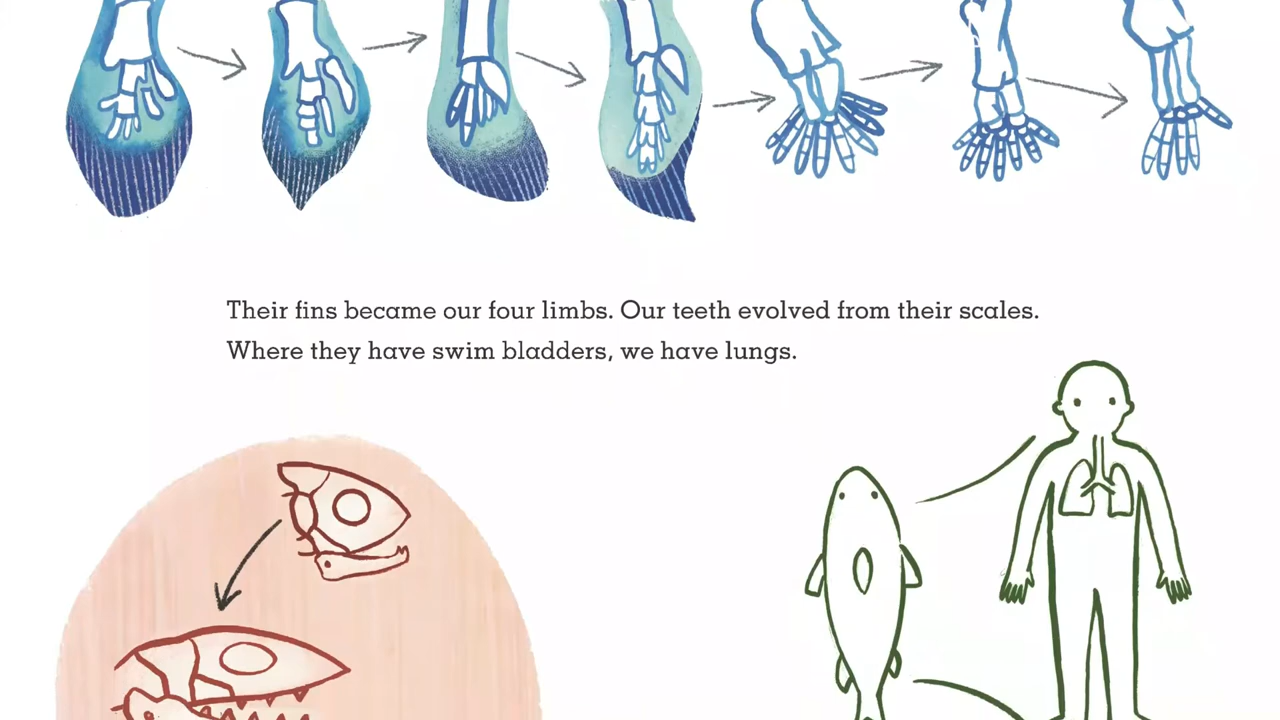 Their fins became our four limbs. Our teeth evolved from their scales.
Where they have swim bladders, we have lungs.